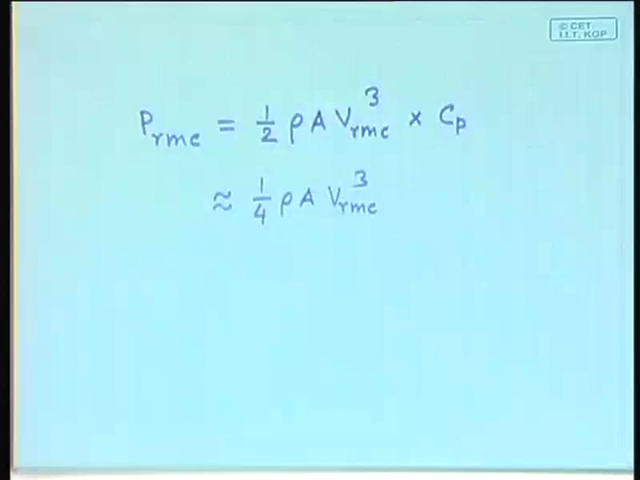 © CET
I.I.T. KGP
P_rmc = 1/2 ρ A V_rmc^3 × C_p
≈ 1/4 ρ A V_rmc^3